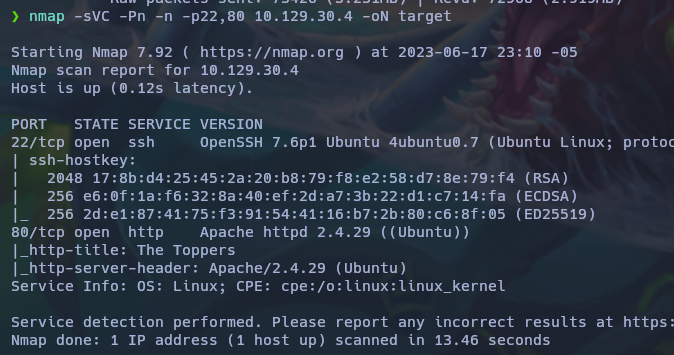 ❯ nmap -sVC -Pn -n -p22,80 10.129.30.4 -oN target
Starting Nmap 7.92 ( https://nmap.org ) at 2023-06-17 23:10 -05
Nmap scan report for 10.129.30.4
Host is up (0.12s latency).
PORT   STATE SERVICE VERSION
22/tcp open  ssh     OpenSSH 7.6p1 Ubuntu 4ubuntu0.7 (Ubuntu Linux; protoc
| ssh-hostkey:
|   2048 17:8b:d4:25:45:2a:20:b8:79:f8:e2:58:d7:8e:79:f4 (RSA)
|   256 e6:0f:1a:f6:32:8a:40:ef:2d:a7:3b:22:d1:c7:14:fa (ECDSA)
|_  256 2d:e1:87:41:75:f3:91:54:41:16:b7:2b:80:c6:8f:05 (ED25519)
80/tcp open  http    Apache httpd 2.4.29 ((Ubuntu))
|_http-title: The Toppers
|_http-server-header: Apache/2.4.29 (Ubuntu)
Service Info: OS: Linux; CPE: cpe:/o:linux:linux_kernel
Service detection performed. Please report any incorrect results at https:
Nmap done: 1 IP address (1 host up) scanned in 13.46 seconds